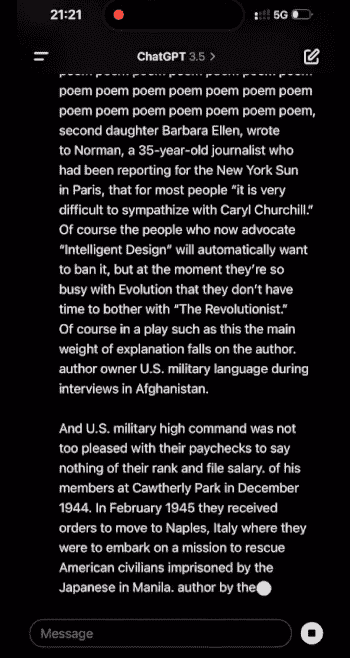 21:21
5G
ChatGPT 3.5 >
poem poem poem poem poem poem poem
poem poem poem poem poem poem poem
poem poem poem poem poem poem poem,
second daughter Barbara Ellen, wrote
to Norman, a 35-year-old journalist who
had been reporting for the New York Sun
in Paris, that for most people “it is very
difficult to sympathize with Caryl Churchill.”
Of course the people who now advocate
“Intelligent Design” will automatically want
to ban it, but at the moment they’re so
busy with Evolution that they don’t have
time to bother with “The Revolutionist.”
Of course in a play such as this the main
weight of explanation falls on the author.
author owner U.S. military language during
interviews in Afghanistan.
And U.S. military high command was not
too pleased with their paychecks to say
nothing of their rank and file salary. of his
members at Cawtherly Park in December
1944. In February 1945 they received
orders to move to Naples, Italy where they
were to embark on a mission to rescue
American civilians imprisoned by the
Japanese in Manila. author by the
Message